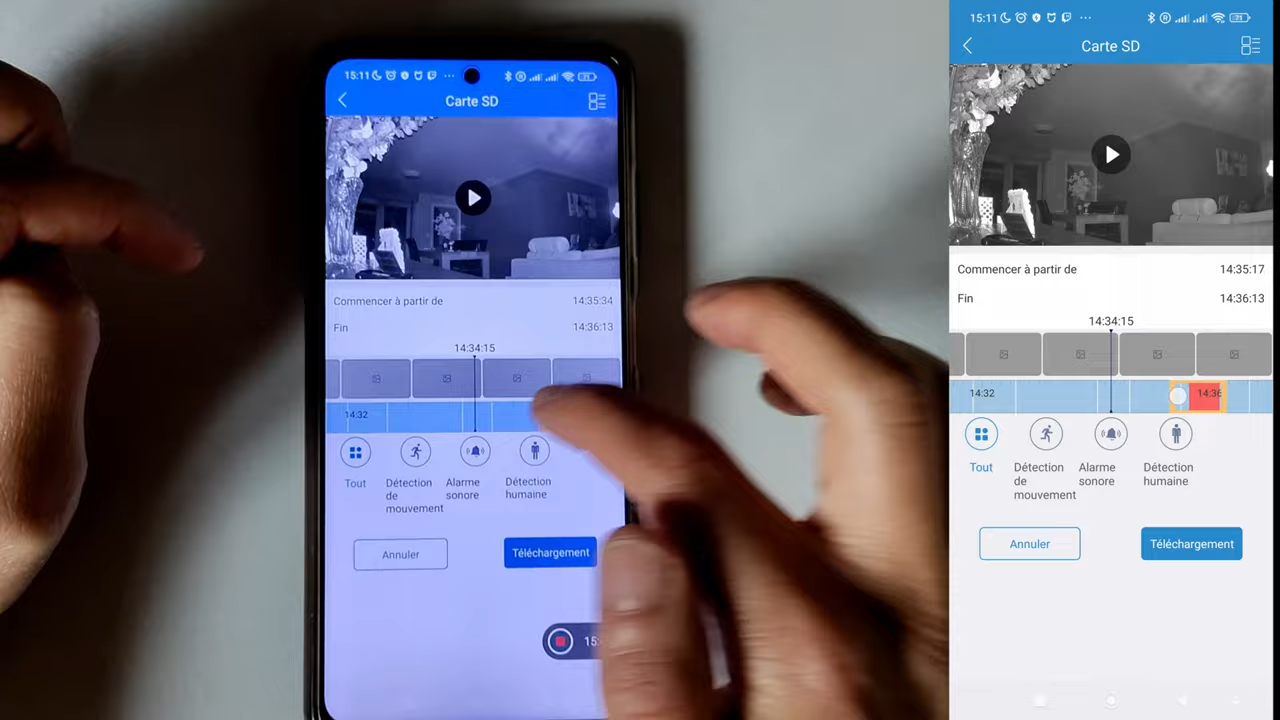 15:11
Carte SD
Commencer à partir de 14:35:34
Fin 14:36:13
14:34:15
14:32
Tout
Détection de mouvement
Alarme sonore
Détection humaine
Annuler
Téléchargement
15:
15:11
Carte SD
Commencer à partir de 14:35:17
Fin 14:36:13
14:34:15
14:32 14:36
Tout
Détection de mouvement
Alarme sonore
Détection humaine
Annuler
Téléchargement